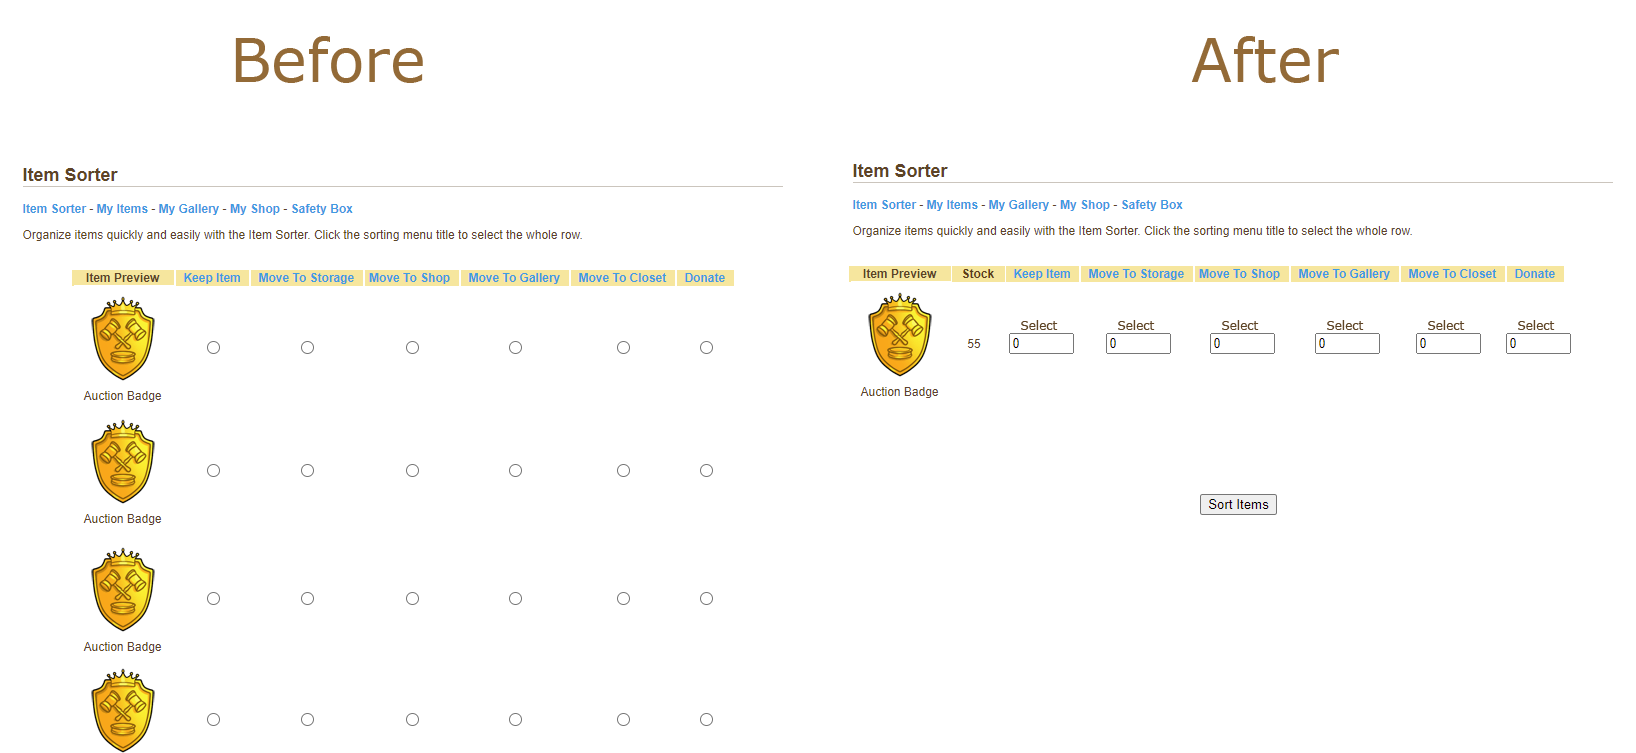 Before
After
Item Sorter
Item Sorter - My Items - My Gallery - My Shop - Safety Box
Organize items quickly and easily with the Item Sorter. Click the sorting menu title to select the whole row.
Item Preview Keep Item Move To Storage Move To Shop Move To Gallery Move To Closet Donate
Auction Badge
Auction Badge
Auction Badge
Item Sorter
Item Sorter - My Items - My Gallery - My Shop - Safety Box
Organize items quickly and easily with the Item Sorter. Click the sorting menu title to select the whole row.
Item Preview Stock Keep Item Move To Storage Move To Shop Move To Gallery Move To Closet Donate
Select Select Select Select Select Select
55 0 0 0 0 0 0
Auction Badge
Sort Items